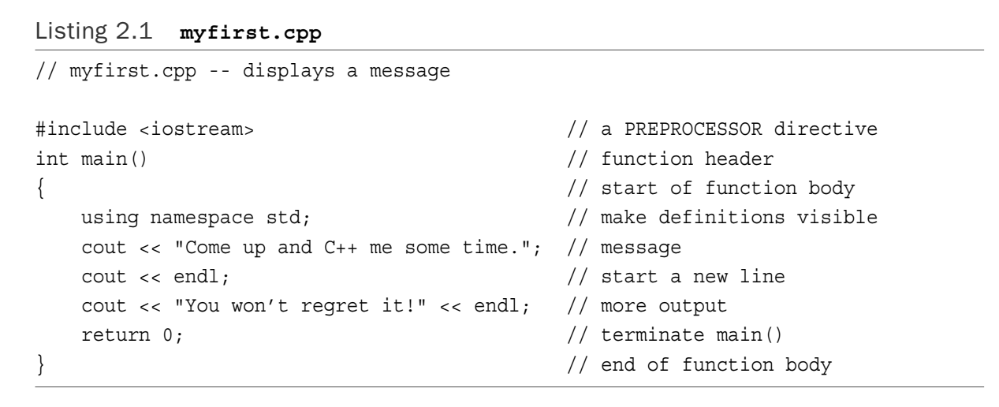 Listing 2.1 myfirst.cpp
// myfirst.cpp -- displays a message
#include <iostream> // a PREPROCESSOR directive
int main() // function header
{ // start of function body
using namespace std; // make definitions visible
cout << "Come up and C++ me some time."; // message
cout << endl; // start a new line
cout << "You won’t regret it!" << endl; // more output
return 0; // terminate main()
} // end of function body